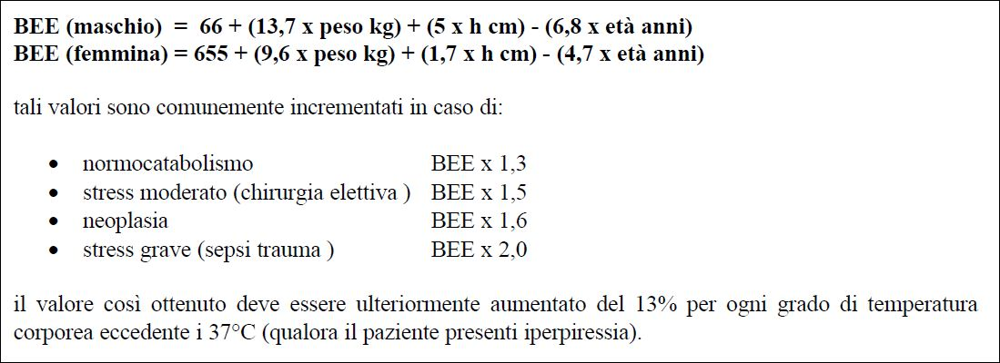 BEE (maschio) = 66 + (13,7 x peso kg) + (5 x h cm) - (6,8 x età anni)
BEE (femmina) = 655 + (9,6 x peso kg) + (1,7 x h cm) - (4,7 x età anni)
tali valori sono comunemente incrementati in caso di:
• normocatabolismo BEE x 1,3
• stress moderato (chirurgia elettiva ) BEE x 1,5
• neoplasia BEE x 1,6
• stress grave (sepsi trauma ) BEE x 2,0
il valore così ottenuto deve essere ulteriormente aumentato del 13% per ogni grado di temperatura
corporea eccedente i 37°C (qualora il paziente presenti iperpiressia).